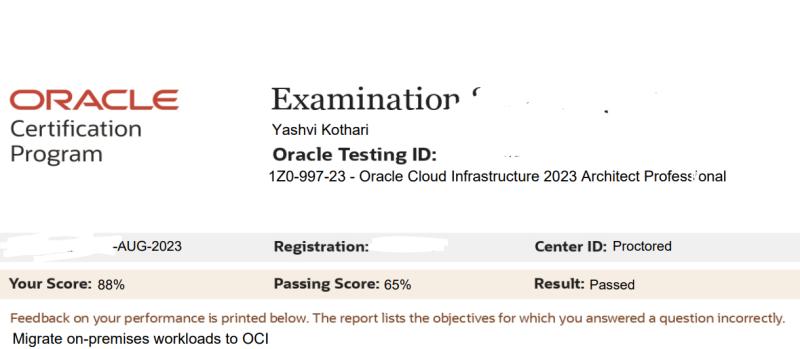 ORACLE
Certification
Program
Examination
Yashvi Kothari
Oracle Testing ID:
1Z0-997-23 - Oracle Cloud Infrastructure 2023 Architect Professional
-AUG-2023 Registration: Center ID: Proctored
Your Score: 88% Passing Score: 65% Result: Passed
Feedback on your performance is printed below. The report lists the objectives for which you answered a question incorrectly.
Migrate on-premises workloads to OCI